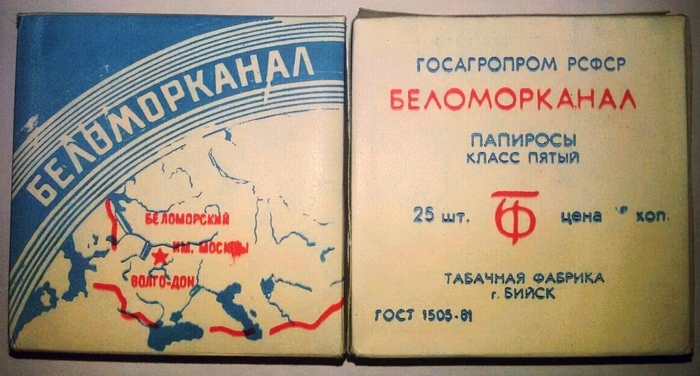 БЕЛОМОРКАНАЛ
БЕЛОМОРСКИЙ
ИМ. МОСКВЫ
ВОЛГО-ДОН
ГОСАГРОПРОМ РСФСР
БЕЛОМОРКАНАЛ
ПАПИРОСЫ
КЛАСС ПЯТЫЙ
25 шт. БТФ цена коп.
ТАБАЧНАЯ ФАБРИКА
г. БИЙСК
ГОСТ 1505-81